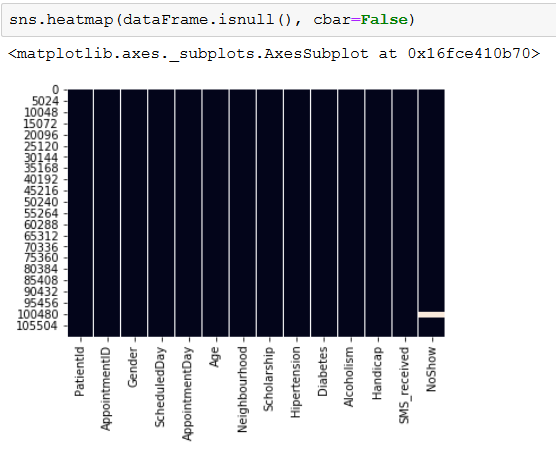 sns.heatmap(dataFrame.isnull(), cbar=False)
<matplotlib.axes._subplots.AxesSubplot at 0x16fce410b70>
0
5024
10048
15072
20096
25120
30144
35168
40192
45216
50240
55264
60288
65312
70336
75360
80384
85408
90432
95456
100480
105504
PatientId
AppointmentID
Gender
ScheduledDay
AppointmentDay
Age
Neighbourhood
Scholarship
Hipertension
Diabetes
Alcoholism
Handicap
SMS_received
NoShow